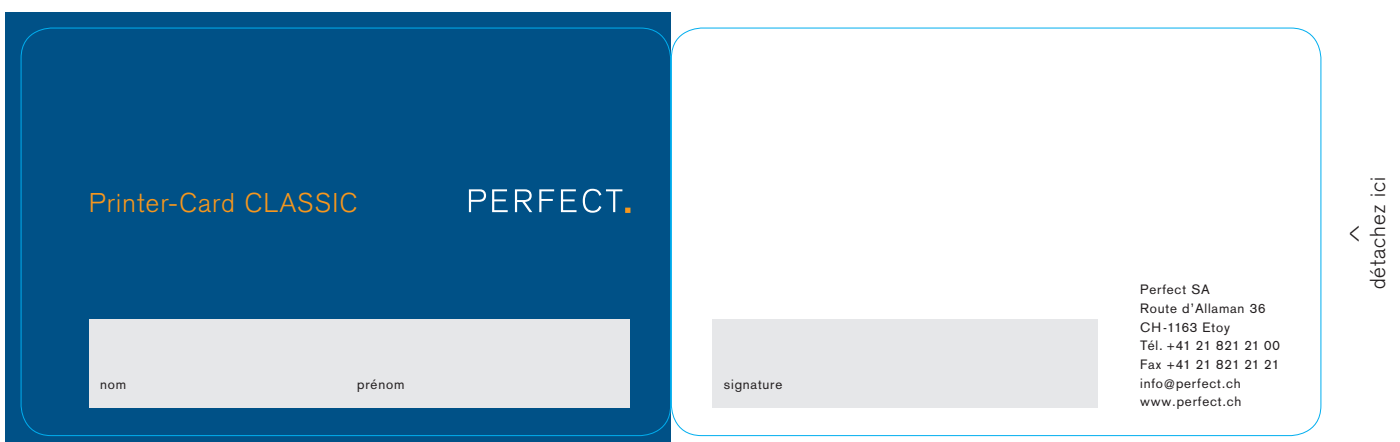 Printer-Card CLASSIC
PERFECT.
nom prénom
signature
Perfect SA
Route d’Allaman 36
CH-1163 Etoy
Tél. +41 21 821 21 00
Fax +41 21 821 21 21
info@perfect.ch
www.perfect.ch
détachez ici